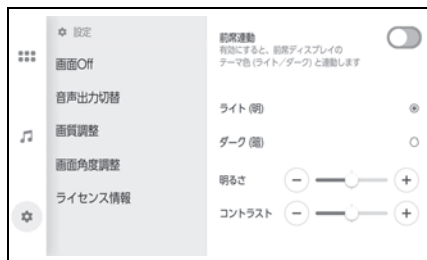 設定
画面Off
音声出力切替
画質調整
画面角度調整
ライセンス情報
前席連動
有効にすると、前席ディスプレイの
テーマ色 (ライト／ダーク) と連動します
ライト (明)
ダーク (暗)
明るさ
コントラスト